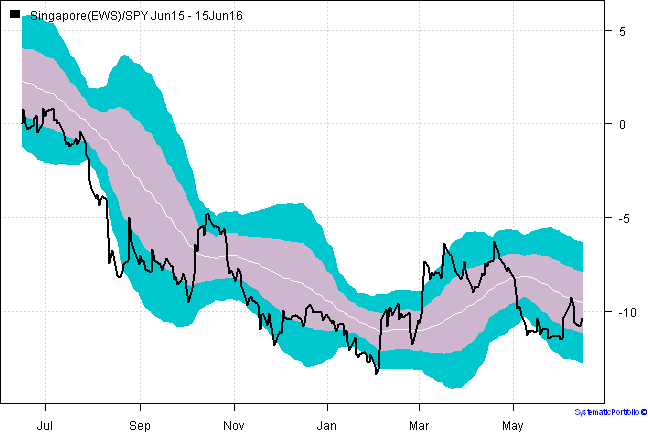 Singapore(EWS)/SPY Jun15 - 15Jun16
5
0
-5
-10
Jul Sep Nov Jan Mar May
SystematicPortfolio ©